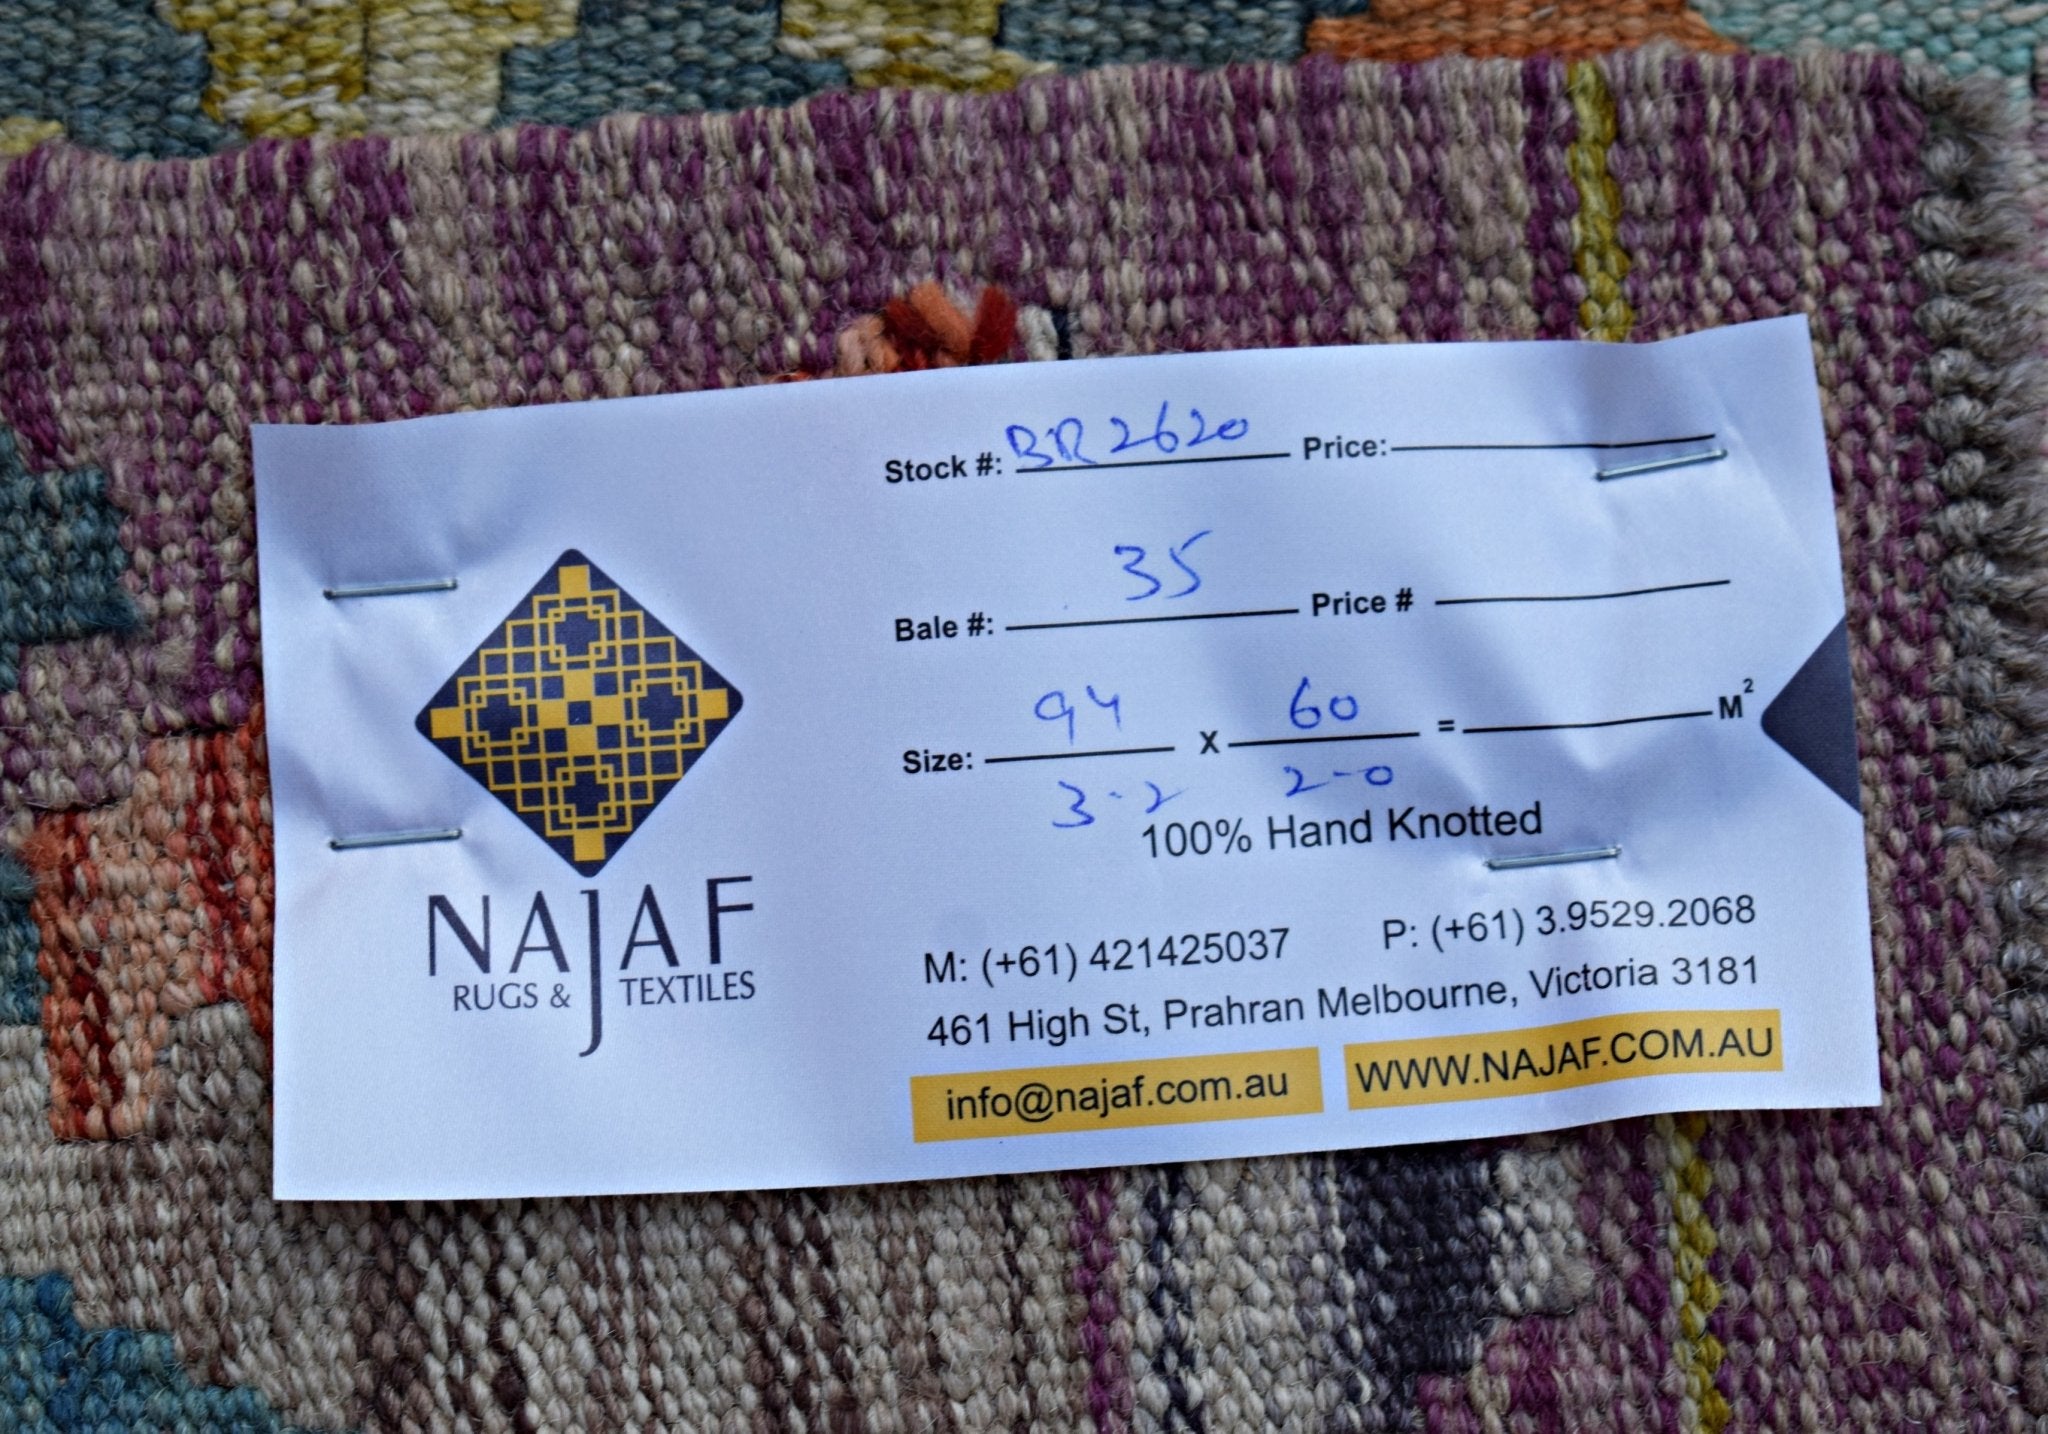 NAJAF
RUGS & TEXTILES
Stock #: BR2620 Price:
Bale #: 35 Price #
Size: 94 X 60 = M²
3-2 2-0
100% Hand Knotted
M: (+61) 421425037 P: (+61) 3.9529.2068
461 High St, Prahran Melbourne, Victoria 3181
info@najaf.com.au WWW.NAJAF.COM.AU